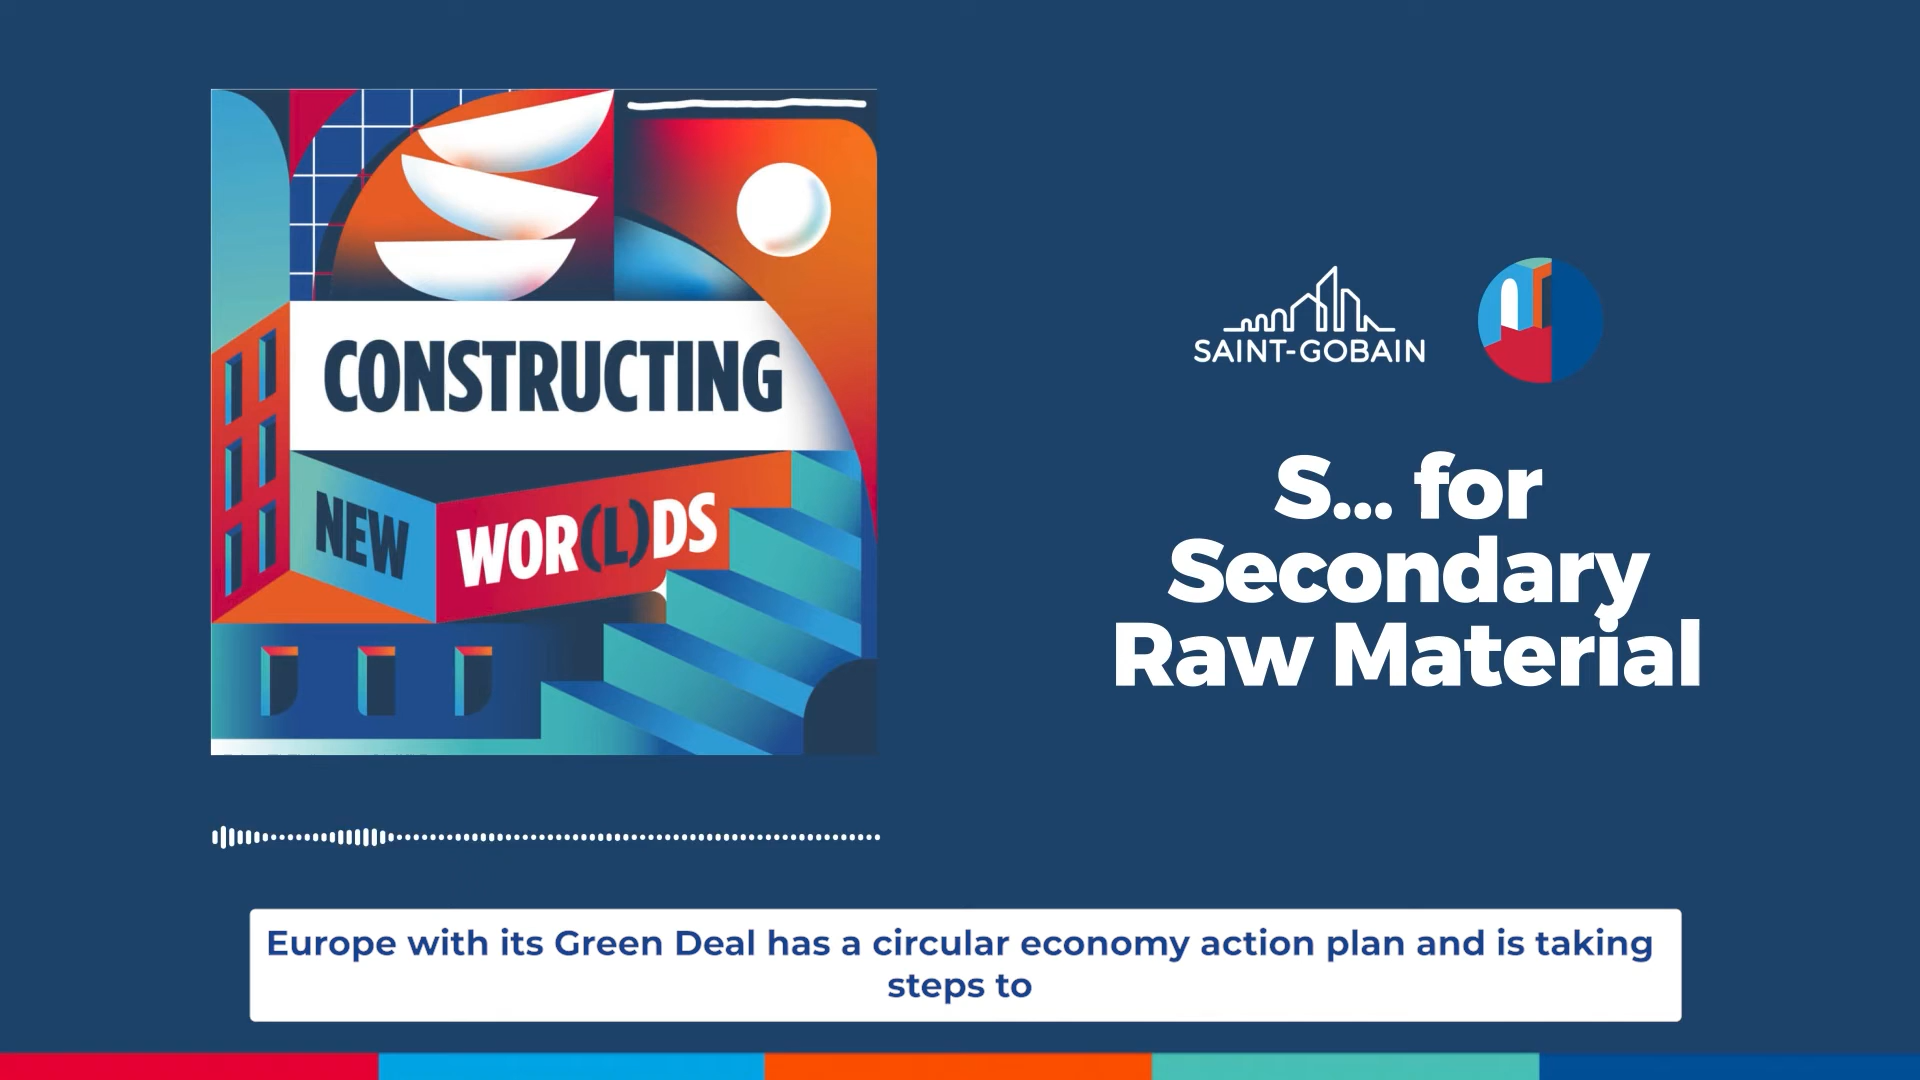 CONSTRUCTING
NEW WOR(L)DS
SAINT-GOBAIN
S... for
Secondary
Raw Material
Europe with its Green Deal has a circular economy action plan and is taking
steps to